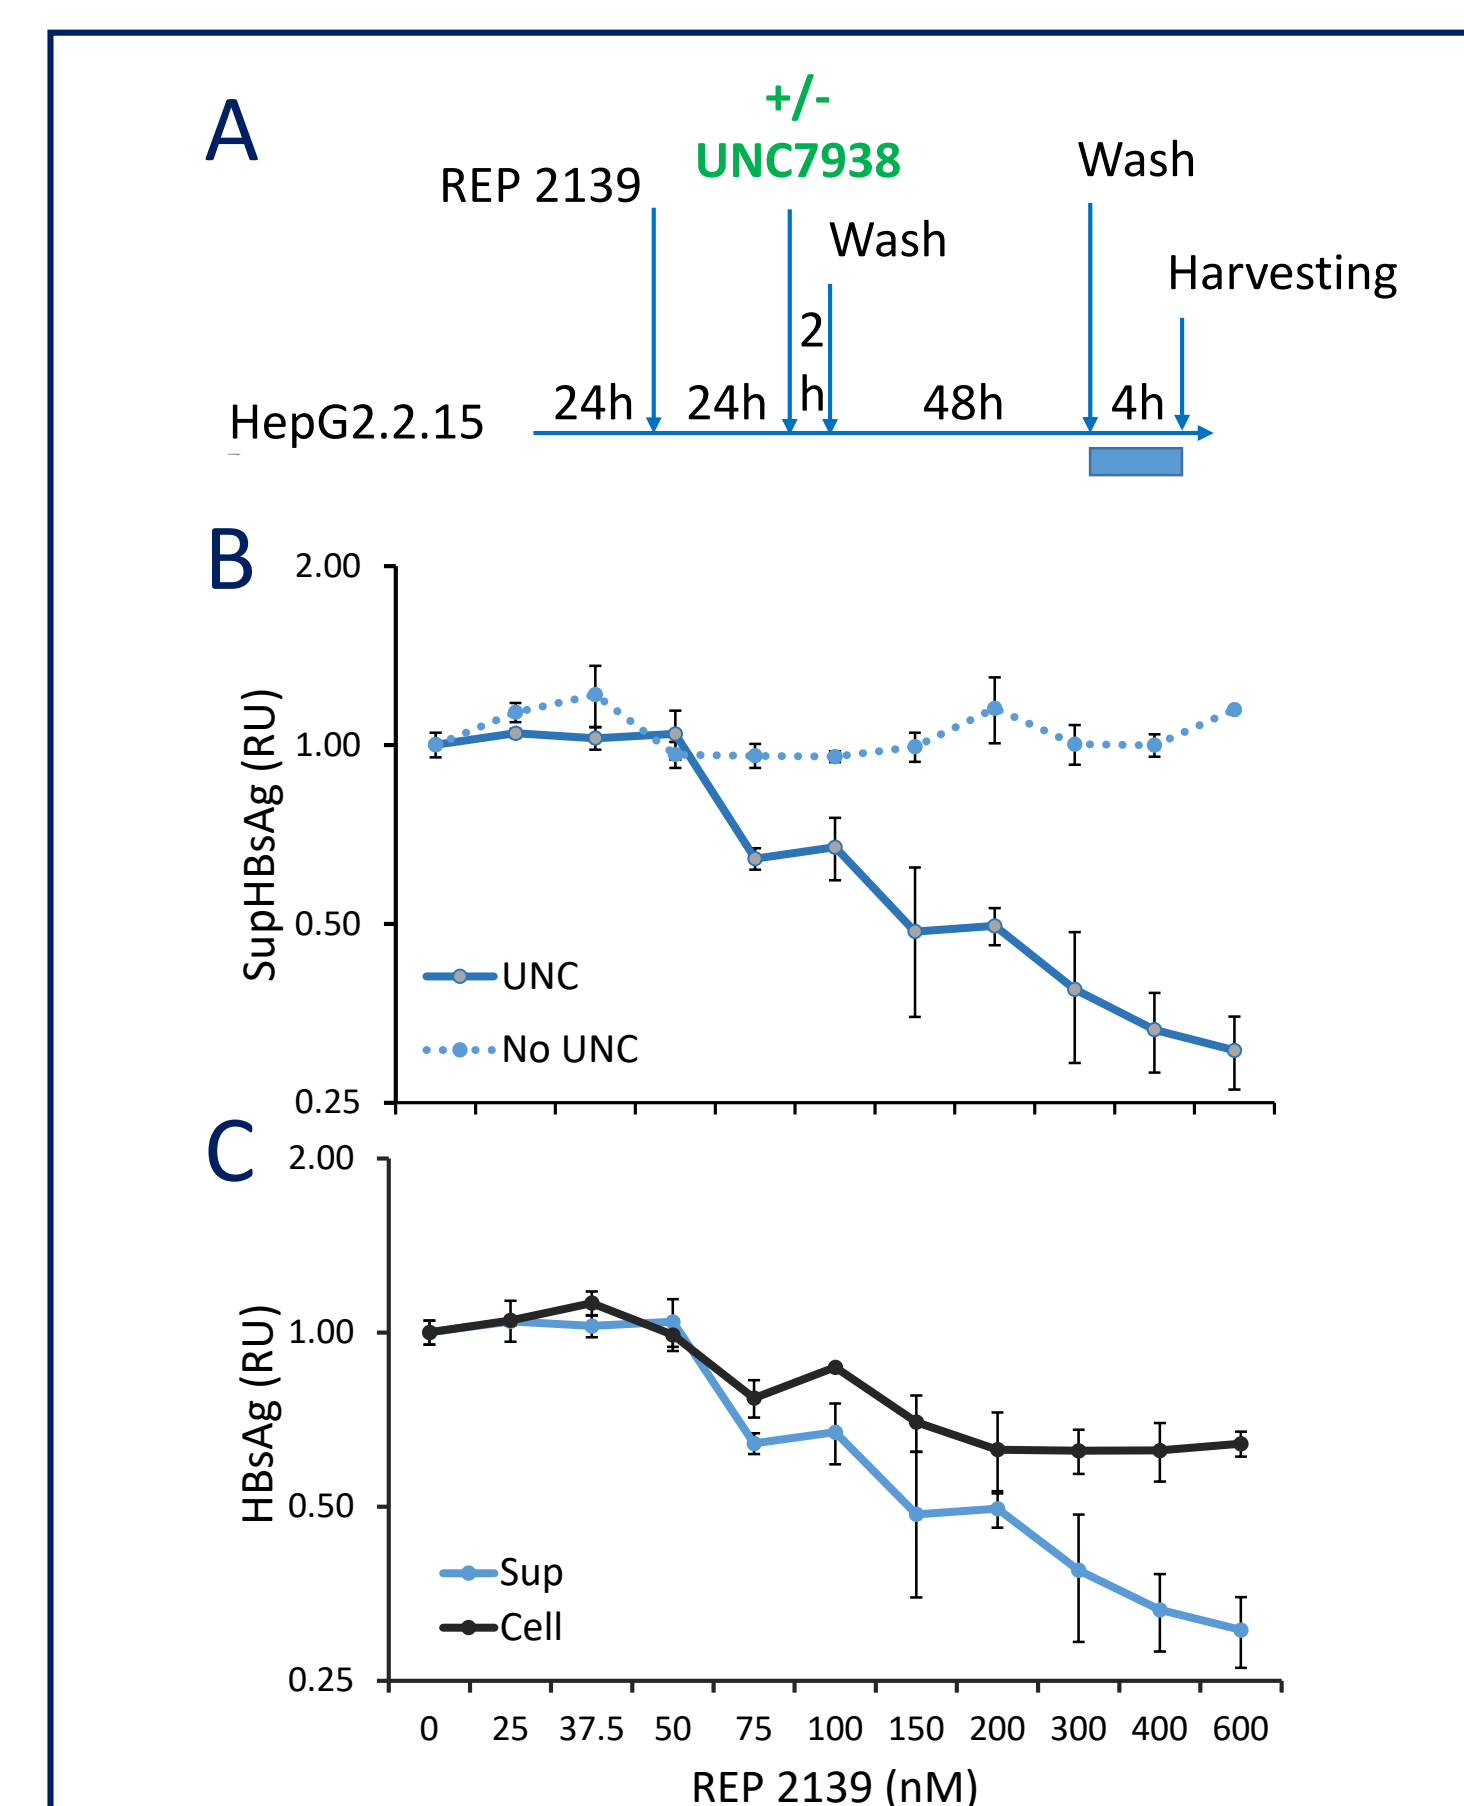 A
+/-
UNC7938
REP 2139
Wash
Wash
Harvesting
2
h
24h
24h
48h
4h
HepG2.2.15
B
2.00
1.00
0.50
0.25
SupHBsAg (RU)
UNC
No UNC
C
2.00
1.00
0.50
0.25
HBsAg (RU)
Sup
Cell
0 25 37.5 50 75 100 150 200 300 400 600
REP 2139 (nM)